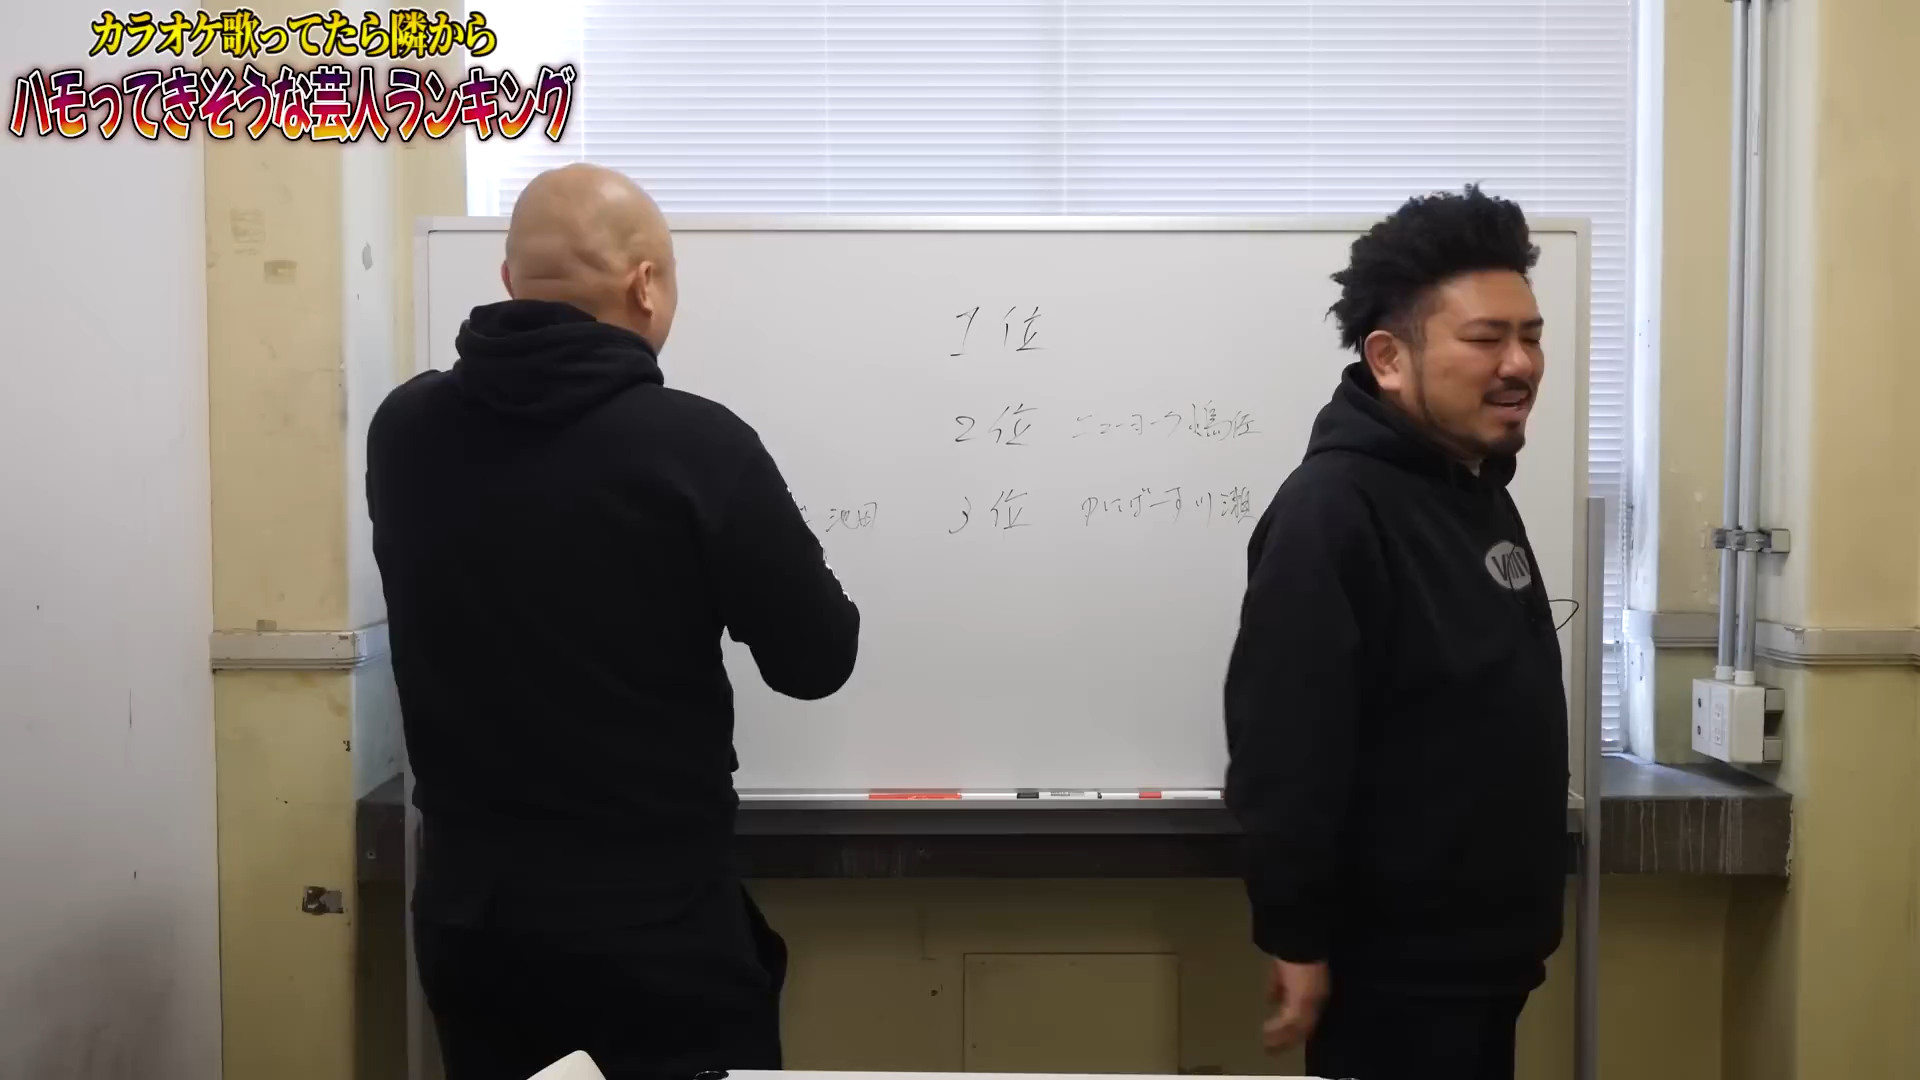 カラオケ歌ってたら隣から
ハモってきそうな芸人ランキング
1位
2位 ニューヨーク嶋佐
池田 3位 ゆにばーす川瀬